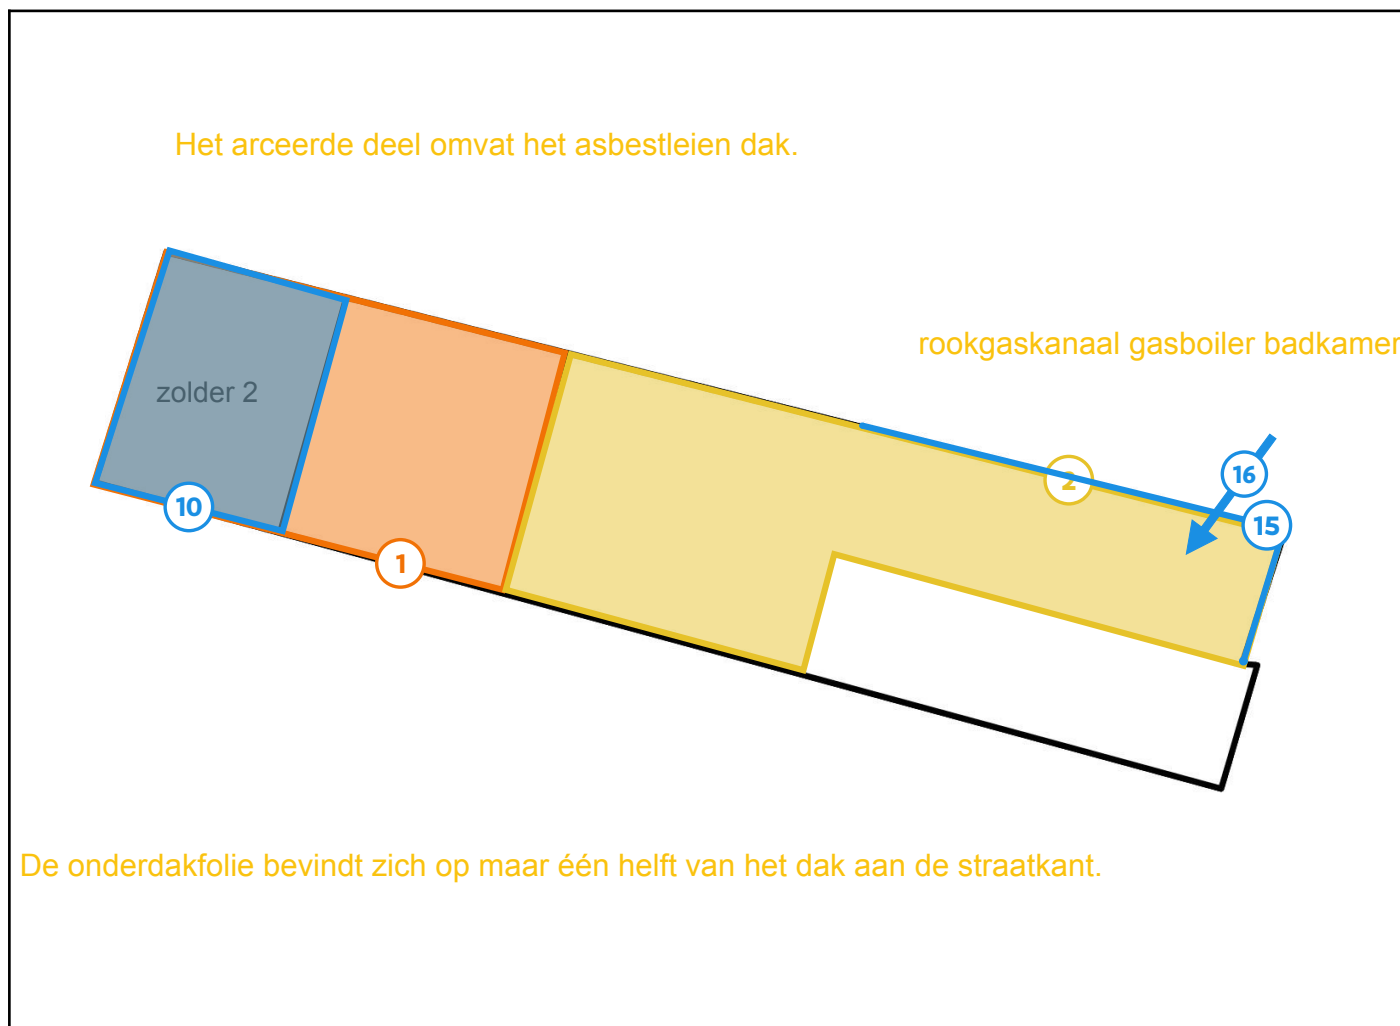 Het arceerde deel omvat het asbestleien dak.
rookgaskanaal gasboiler badkamer
zolder 2
2
16
10
15
1
De onderdakfolie bevindt zich op maar één helft van het dak aan de straatkant.